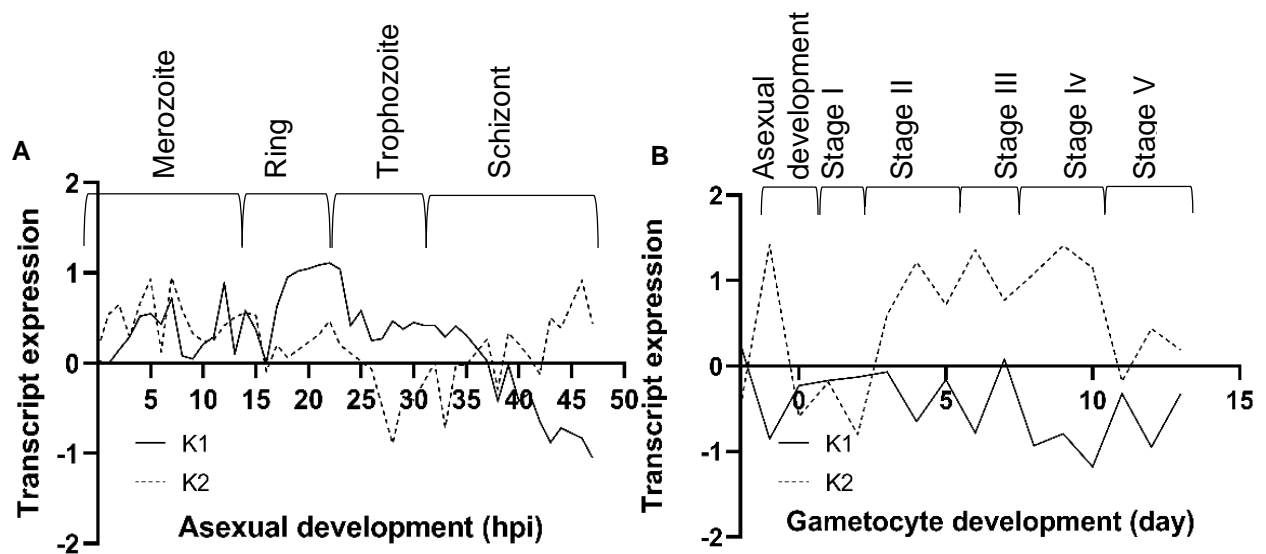 A
Merozoite
Ring
Trophozoite
Schizont
Transcript expression
2
1
0
-1
-2
5 10 15 20 25 30 35 40 45 50
K1
K2
Asexual development (hpi)
B
Asexual
development
Stage I
Stage II
Stage III
Stage Iv
Stage V
Transcript expression
2
1
0
-1
-2
0 5 10 15
K1
K2
Gametocyte development (day)